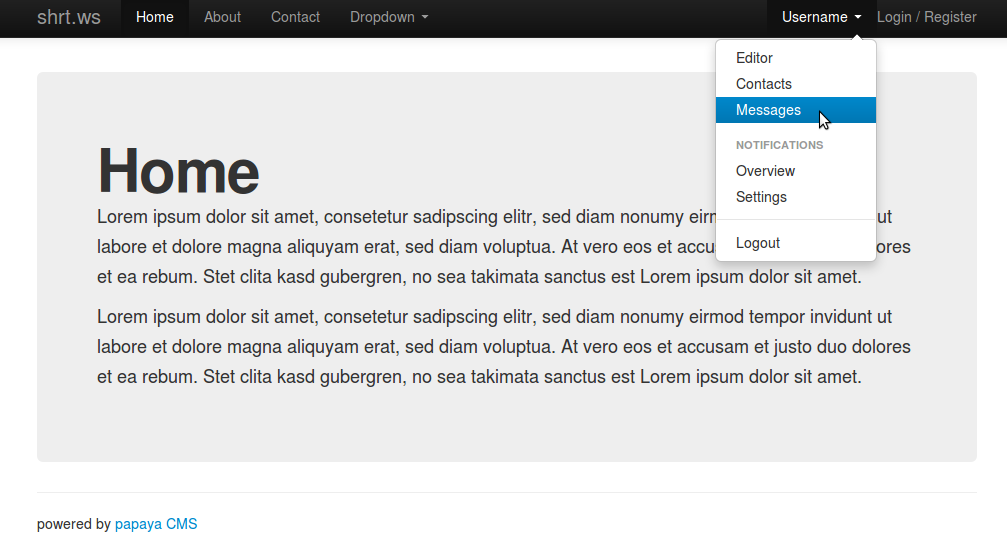 shrt.ws Home About Contact Dropdown Username Login / Register
Editor
Contacts
Messages
NOTIFICATIONS
Overview
Settings
Logout
Home
Lorem ipsum dolor sit amet, consetetur sadipscing elitr, sed diam nonumy eirm ut
labore et dolore magna aliquyam erat, sed diam voluptua. At vero eos et accu ores
et ea rebum. Stet clita kasd gubergren, no sea takimata sanctus est Lorem ipsum dolor sit amet.
Lorem ipsum dolor sit amet, consetetur sadipscing elitr, sed diam nonumy eirmod tempor invidunt ut
labore et dolore magna aliquyam erat, sed diam voluptua. At vero eos et accusam et justo duo dolores
et ea rebum. Stet clita kasd gubergren, no sea takimata sanctus est Lorem ipsum dolor sit amet.
powered by papaya CMS